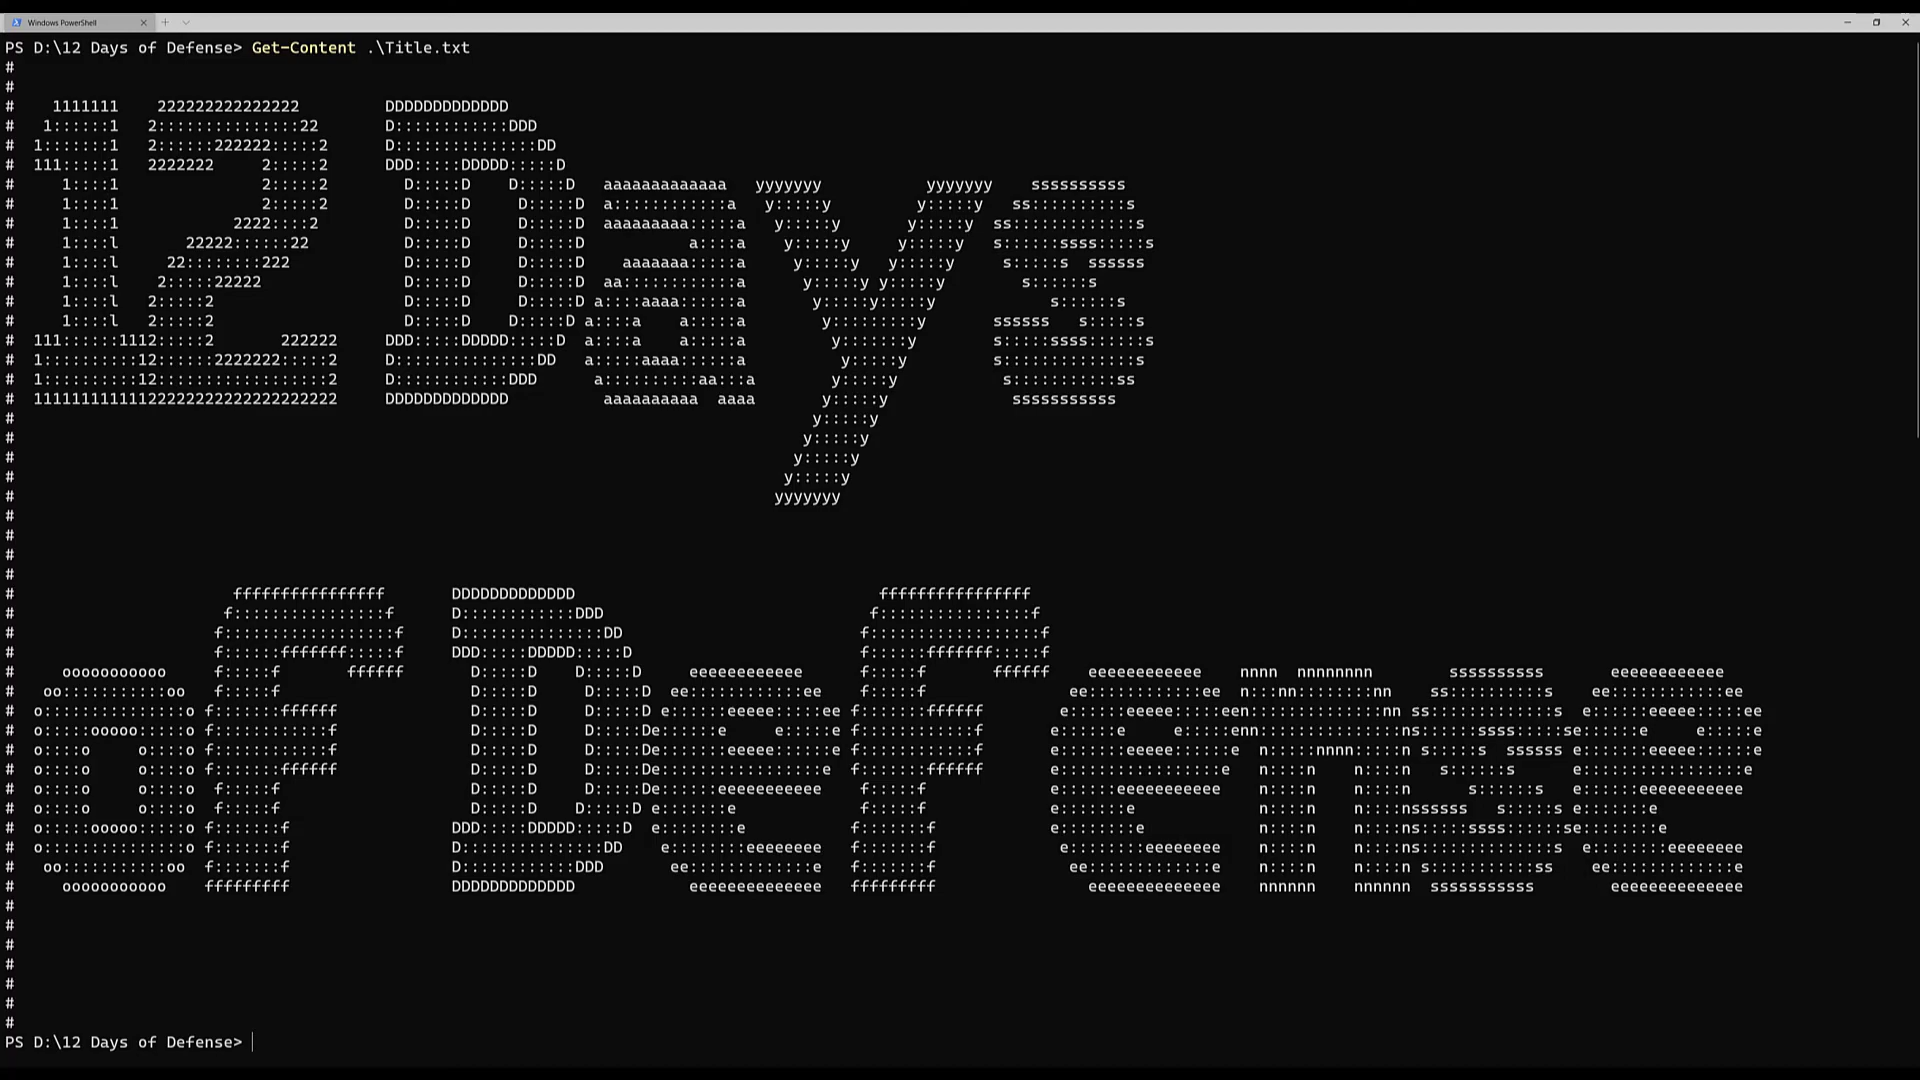 Windows PowerShell
PS D:\12 Days of Defense> Get-Content .\Title.txt
12 Days
of Defense
PS D:\12 Days of Defense>